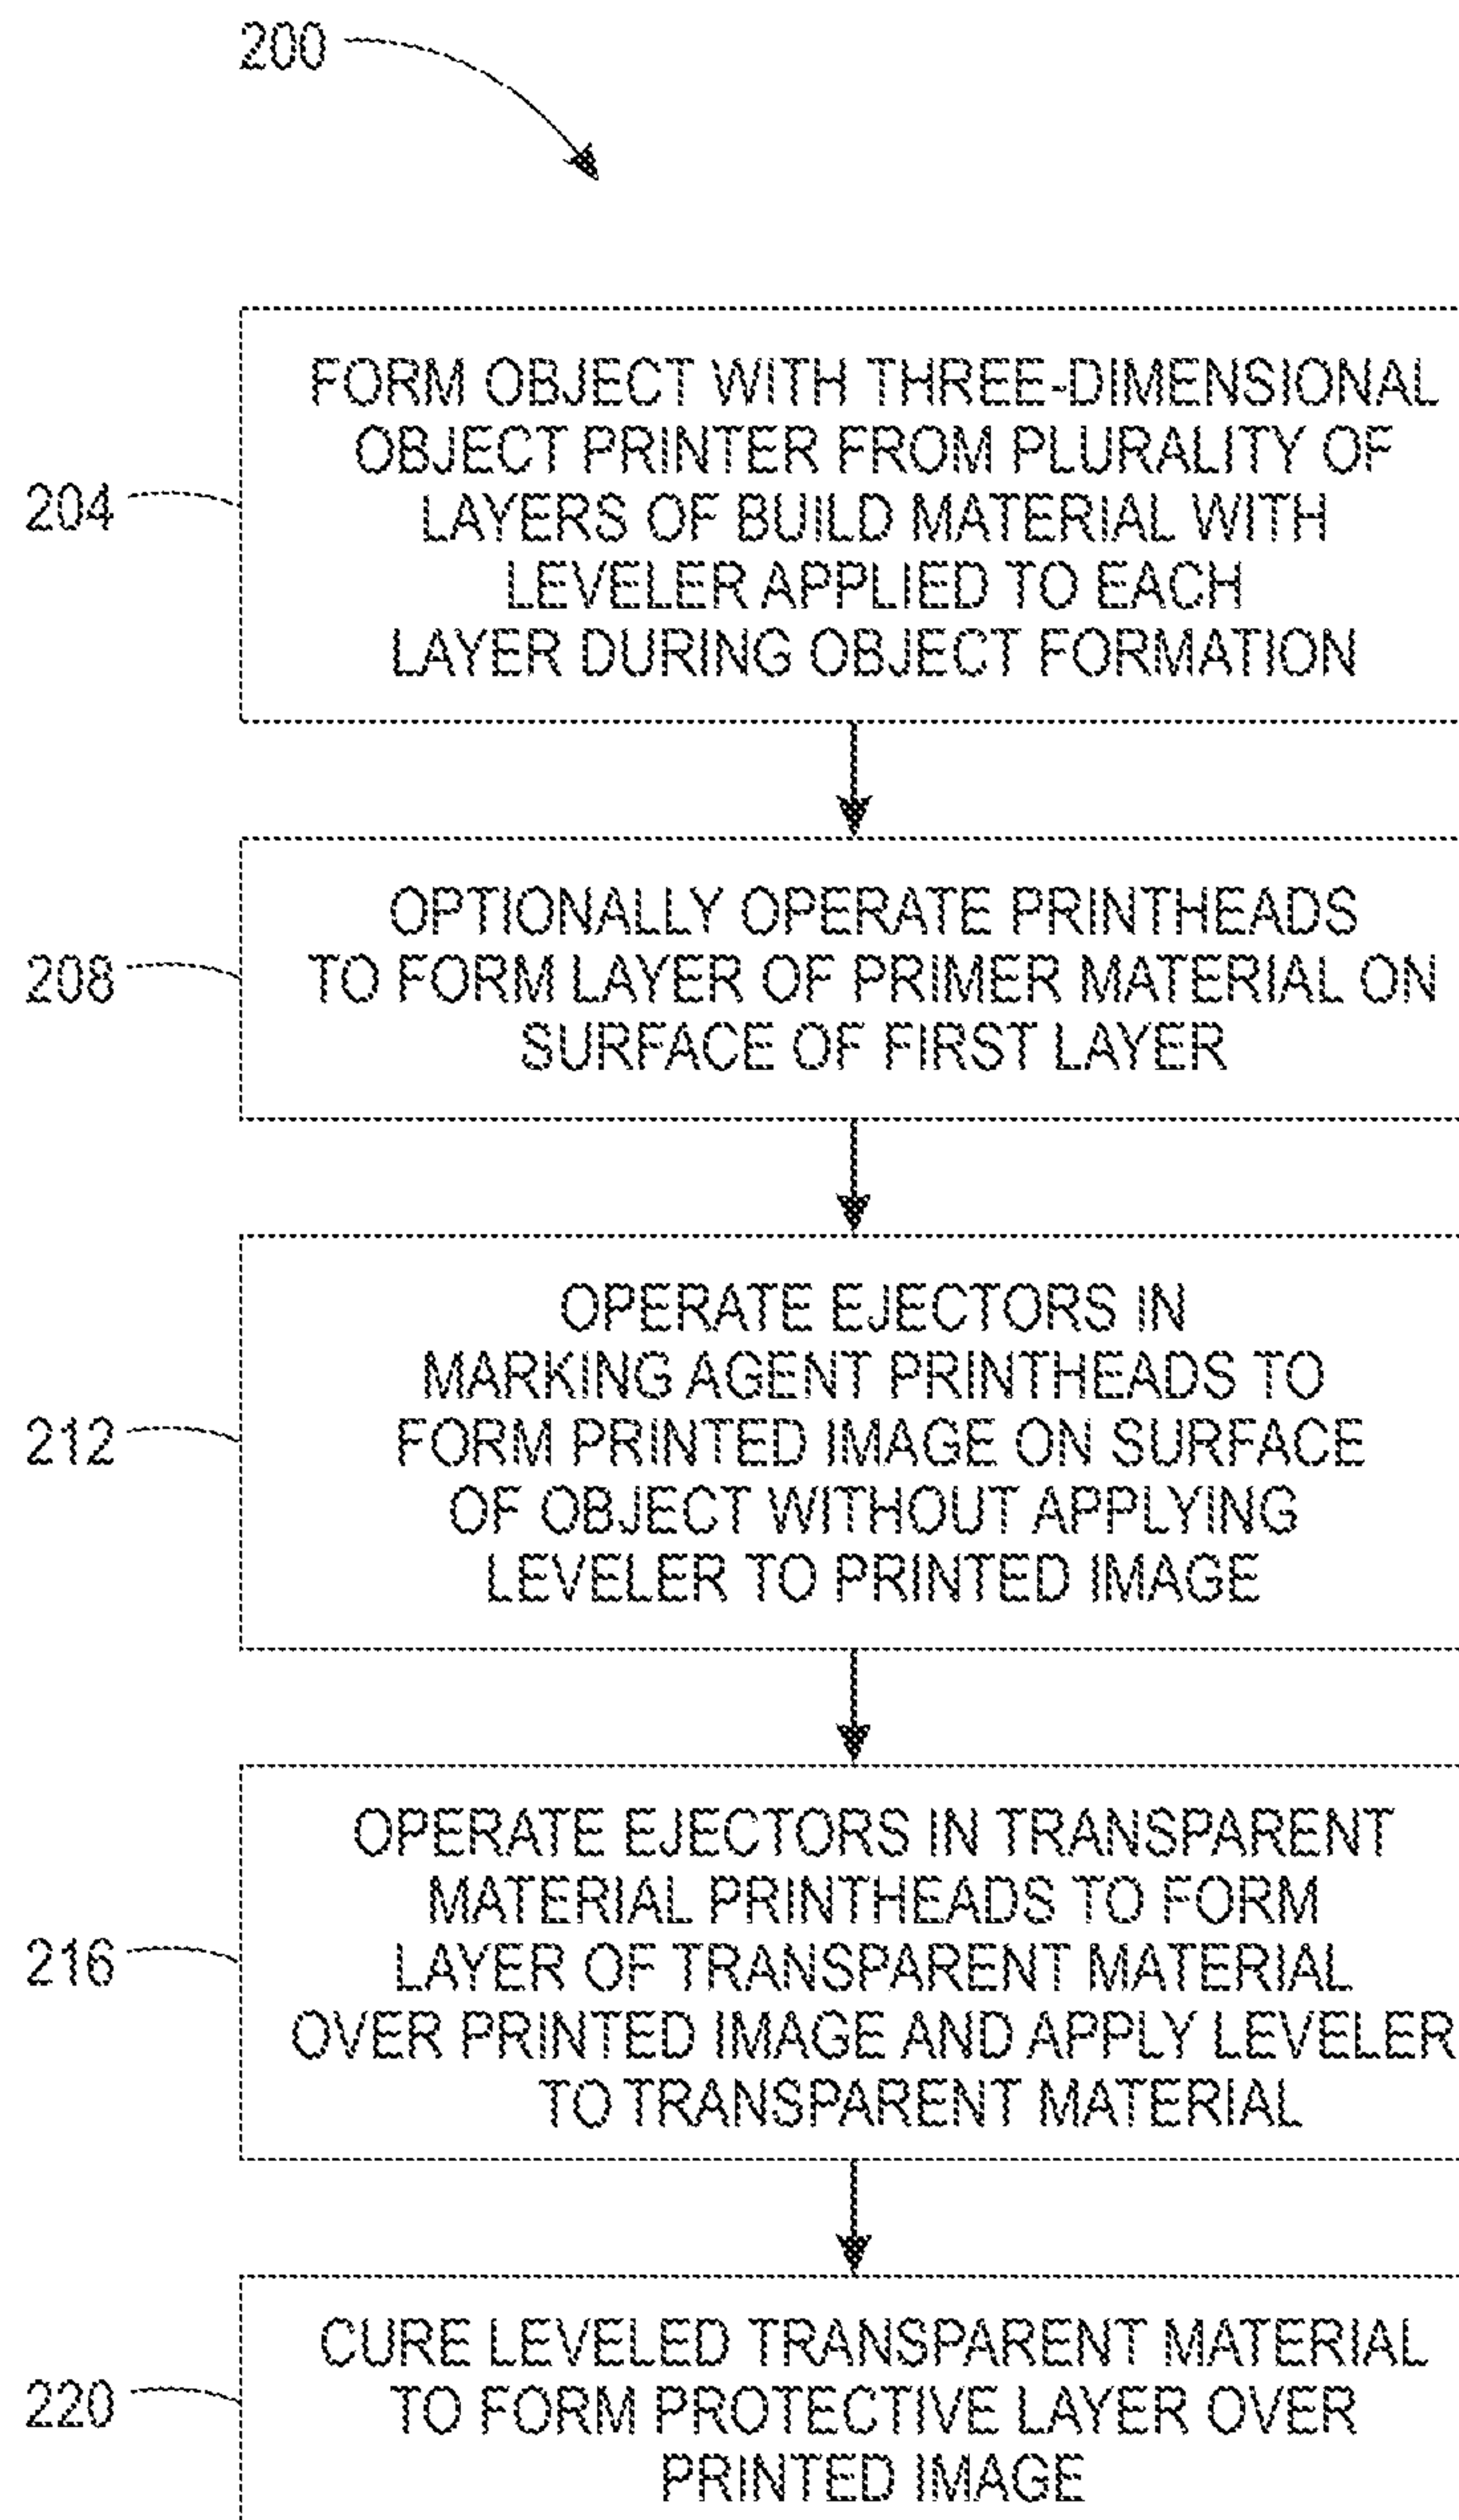 200
FORM OBJECT WITH THREE-DIMENSIONAL
OBJECT PRINTER FROM PLURALITY OF
LAYERS OF BUILD MATERIAL WITH
LEVELER APPLIED TO EACH
LAYER DURING OBJECT FORMATION
204
OPTIONALLY OPERATE PRINTHEADS
TO FORM LAYER OF PRIMER MATERIAL ON
SURFACE OF FIRST LAYER
208
OPERATE EJECTORS IN
MARKING AGENT PRINTHEADS TO
FORM PRINTED IMAGE ON SURFACE
OF OBJECT WITHOUT APPLYING
LEVELER TO PRINTED IMAGE
212
OPERATE EJECTORS IN TRANSPARENT
MATERIAL PRINTHEADS TO FORM
LAYER OF TRANSPARENT MATERIAL
OVER PRINTED IMAGE AND APPLY LEVELER
TO TRANSPARENT MATERIAL
216
CURE LEVELED TRANSPARENT MATERIAL
TO FORM PROTECTIVE LAYER OVER
PRINTED IMAGE
220